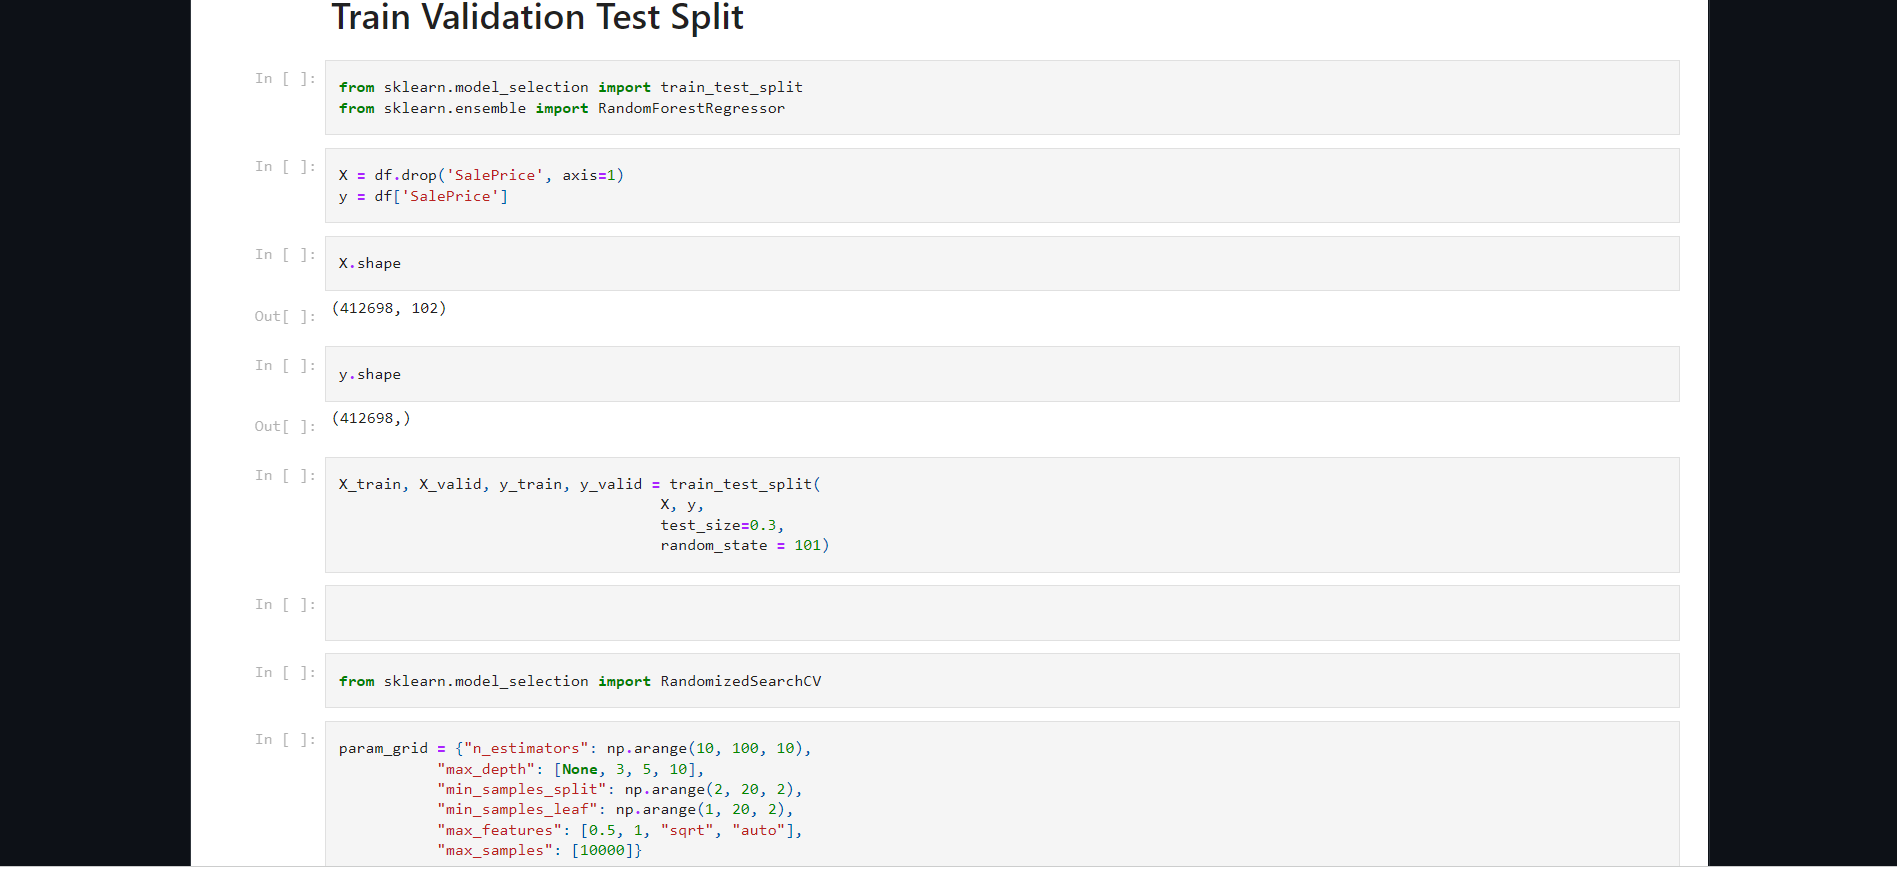 Train Validation Test Split
In [ ]:
from sklearn.model_selection import train_test_split
from sklearn.ensemble import RandomForestRegressor
In [ ]:
X = df.drop('SalePrice', axis=1)
y = df['SalePrice']
In [ ]:
X.shape
Out[ ]:
(412698, 102)
In [ ]:
y.shape
Out[ ]:
(412698,)
In [ ]:
X_train, X_valid, y_train, y_valid = train_test_split(
X, y,
test_size=0.3,
random_state = 101)
In [ ]:
In [ ]:
from sklearn.model_selection import RandomizedSearchCV
In [ ]:
param_grid = {"n_estimators": np.arange(10, 100, 10),
"max_depth": [None, 3, 5, 10],
"min_samples_split": np.arange(2, 20, 2),
"min_samples_leaf": np.arange(1, 20, 2),
"max_features": [0.5, 1, "sqrt", "auto"],
"max_samples": [10000]}